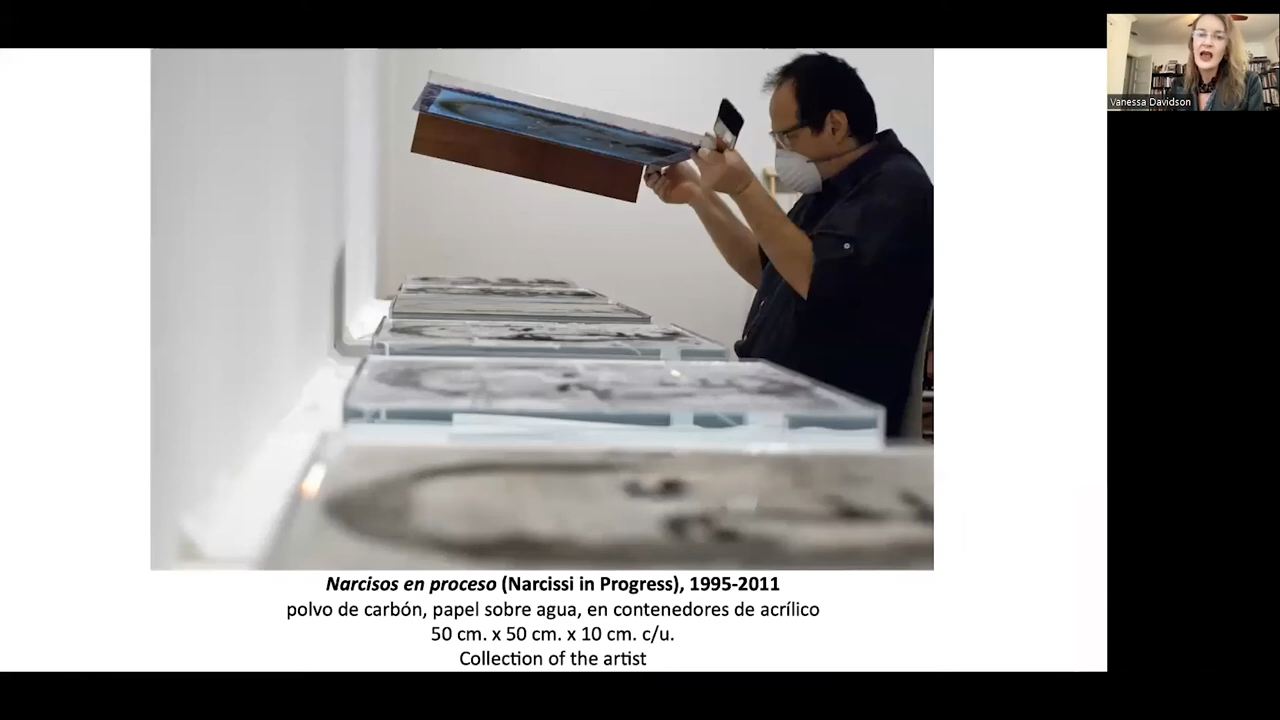 Vanessa Davidson
Narcisos en proceso (Narcissi in Progress), 1995-2011
polvo de carbón, papel sobre agua, en contenedores de acrílico
50 cm. x 50 cm. x 10 cm. c/u.
Collection of the artist